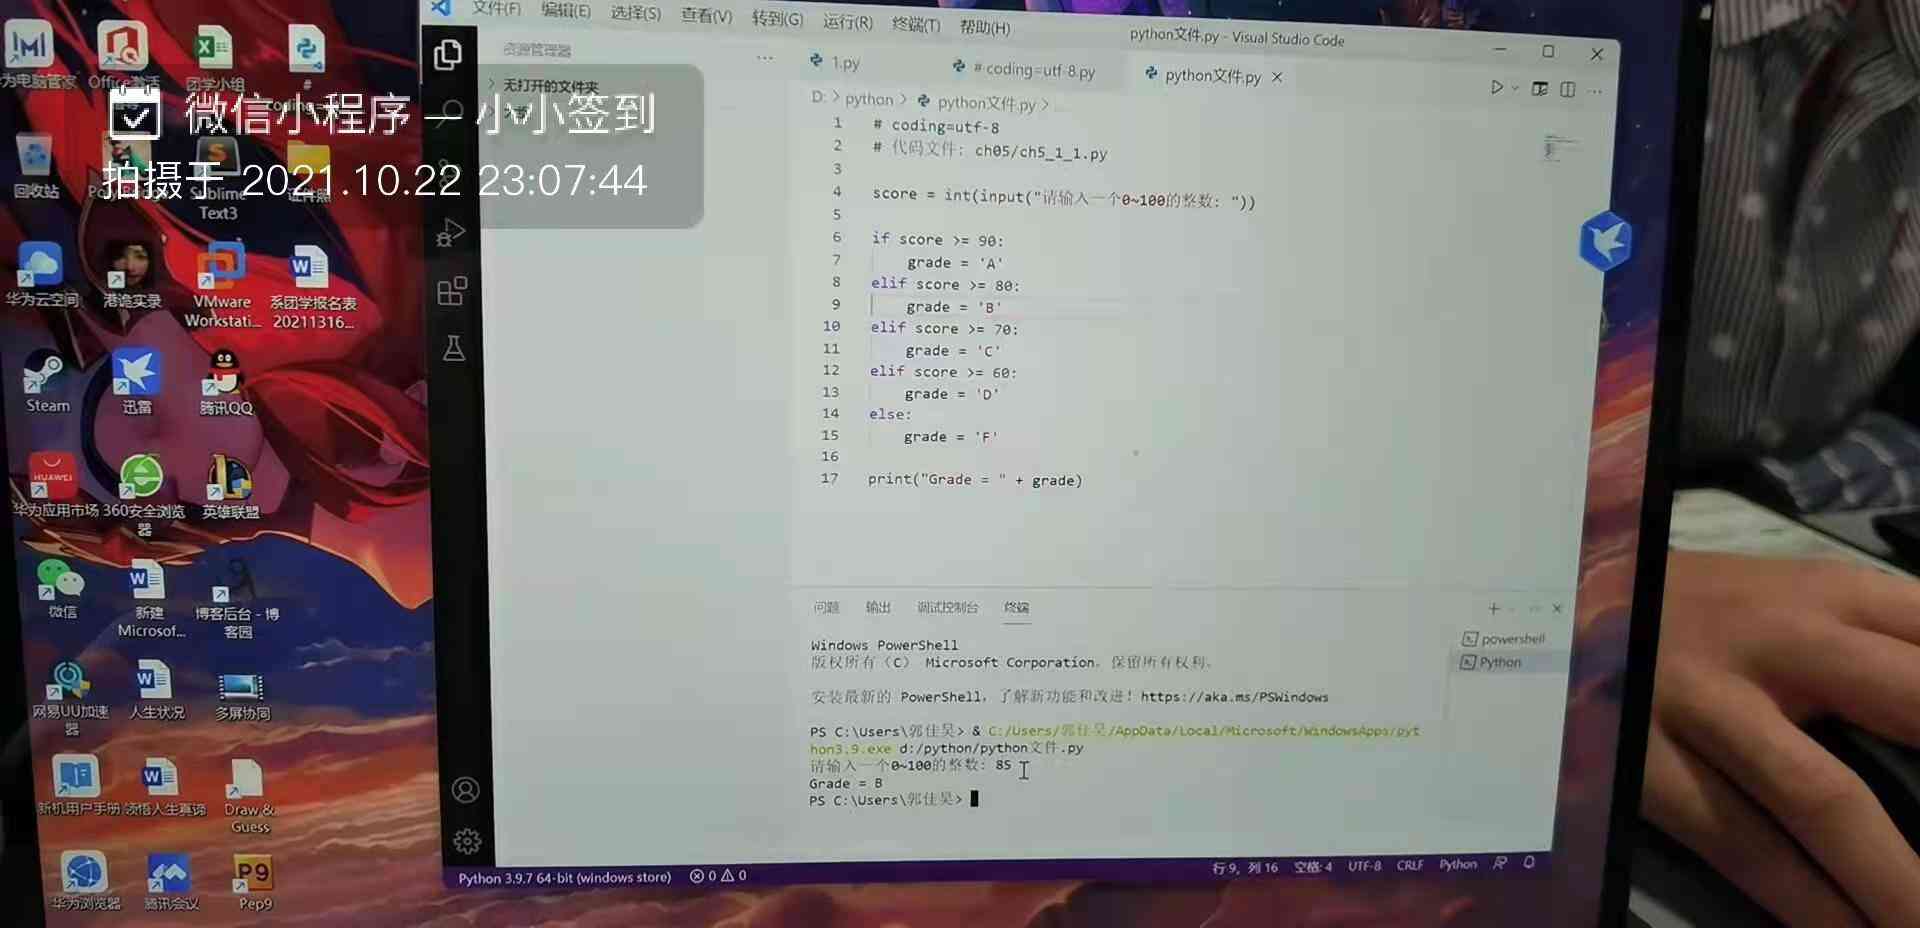 微信小程序 — 小小签到
拍摄于 2021.10.22 23:07:44
Office激活
团学小组
回收站
证件照
Sublime
Text3
华为云空间
港诡实录
VMware
Workstati...
系团学报名表
20211316...
Steam
迅雷
腾讯QQ
HUAWEI
华为应用市场
360安全浏览
器
英雄联盟
微信
新建
Microsof...
博客后台 - 博
客园
网易UU加速
器
人生状况
多屏协同
新机用户手册
领悟人生真谛
Draw &
Guess
华为浏览器
腾讯会议
P9
Pep9
文件(F) 编辑(E) 选择(S) 查看(V) 转到(G) 运行(R) 终端(T) 帮助(H)
python文件.py - Visual Studio Code
资源管理器
无打开的文件夹
1.py
# coding=utf-8.py
python文件.py
D: > python > python文件.py >
1 # coding=utf-8
2 # 代码文件: ch05/ch5_1_1.py
3
4 score = int(input("请输入一个0~100的整数: "))
5
6 if score >= 90:
7 grade = 'A'
8 elif score >= 80:
9 grade = 'B'
10 elif score >= 70:
11 grade = 'C'
12 elif score >= 60:
13 grade = 'D'
14 else:
15 grade = 'F'
16
17 print("Grade = " + grade)
问题 输出 调试控制台 终端
powershell
Python
Windows PowerShell
版权所有（C） Microsoft Corporation。保留所有权利。
安装最新的 PowerShell，了解新功能和改进！https://aka.ms/PSWindows
PS C:\Users\郭佳昊> & C:/Users/郭佳昊/AppData/Local/Microsoft/WindowsApps/pyt
hon3.9.exe d:/python/python文件.py
请输入一个0~100的整数: 85
Grade = B
PS C:\Users\郭佳昊>
Python 3.9.7 64-bit (windows store) 0 0
行 9，列 16 空格: 4 UTF-8 CRLF Python